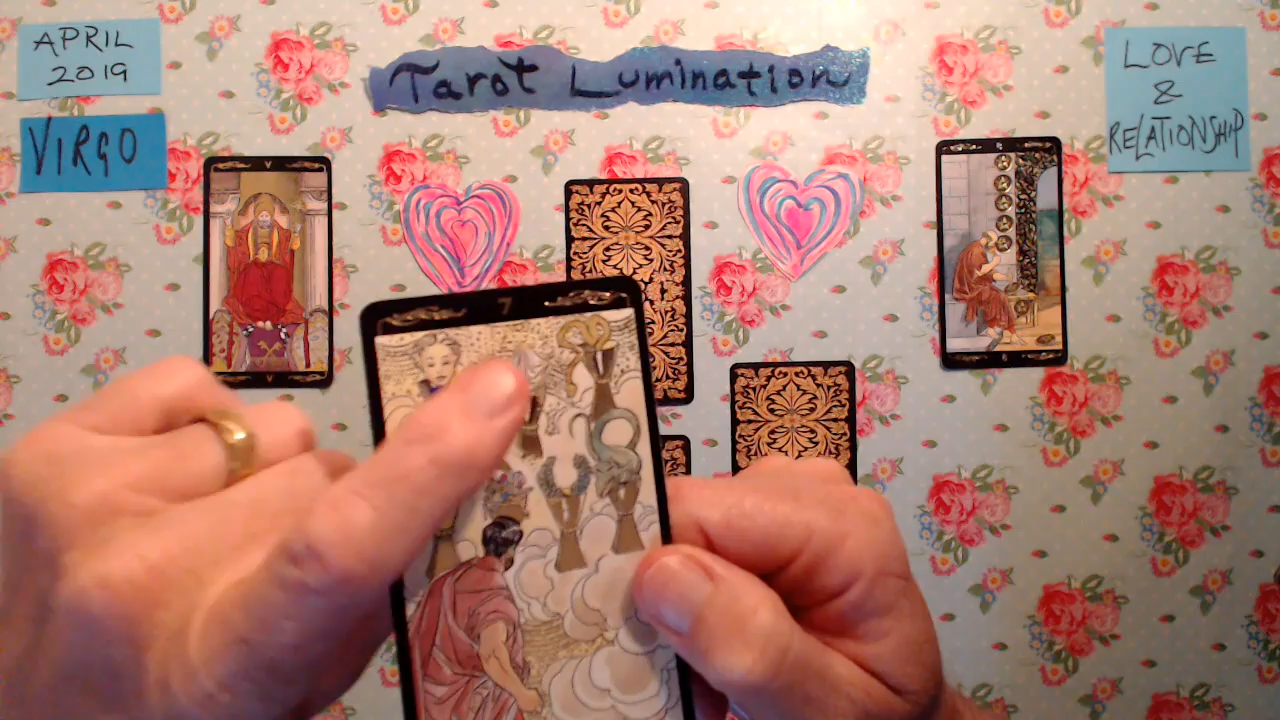 APRIL
2019
VIRGO
Tarot Lumination
LOVE
&
RELATIONSHIP
V
V
7